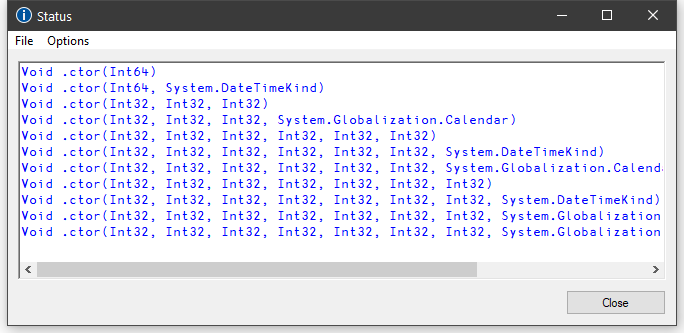 Status
File Options
Void .ctor(Int64)
Void .ctor(Int64, System.DateTimeKind)
Void .ctor(Int32, Int32, Int32)
Void .ctor(Int32, Int32, Int32, System.Globalization.Calendar)
Void .ctor(Int32, Int32, Int32, Int32, Int32, Int32)
Void .ctor(Int32, Int32, Int32, Int32, Int32, Int32, System.DateTimeKind)
Void .ctor(Int32, Int32, Int32, Int32, Int32, Int32, System.Globalization.Calenda
Void .ctor(Int32, Int32, Int32, Int32, Int32, Int32, Int32)
Void .ctor(Int32, Int32, Int32, Int32, Int32, Int32, Int32, System.DateTimeKind)
Void .ctor(Int32, Int32, Int32, Int32, Int32, Int32, Int32, System.Globalization
Void .ctor(Int32, Int32, Int32, Int32, Int32, Int32, Int32, System.Globalization
Close